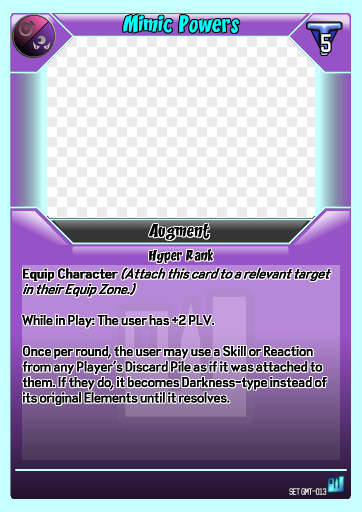 Mimic Powers
5
Augment
Hyper Rank
Equip Character (Attach this card to a relevant target
in their Equip Zone.)
While in Play: The user has +2 PLV.
Once per round, the user may use a Skill or Reaction
from any Player's Discard Pile as if it was attached to
them. If they do, it becomes Darkness-type instead of
its original Elements until it resolves.
SET GMT-013